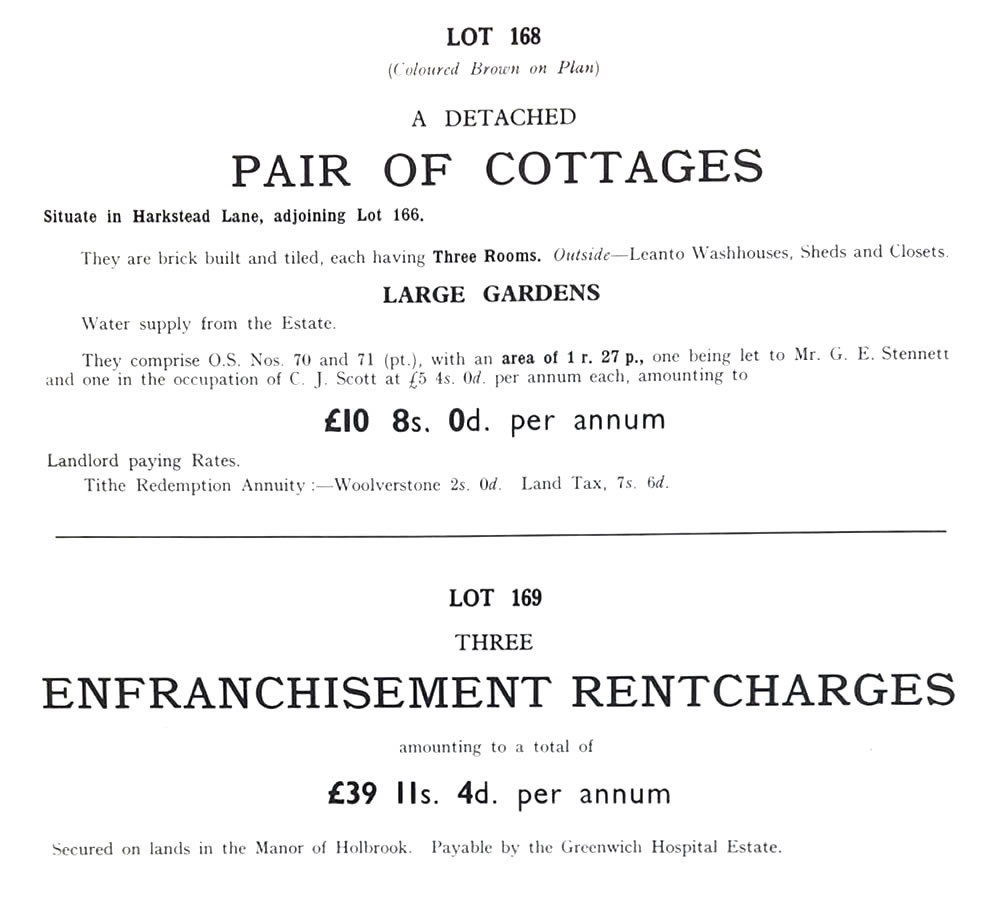 LOT 168
(Coloured Brown on Plan)
A DETACHED
PAIR OF COTTAGES
Situate in Harkstead Lane, adjoining Lot 166.
They are brick built and tiled, each having Three Rooms. Outside—Leanto Washhouses, Sheds and Closets.
LARGE GARDENS
Water supply from the Estate.
They comprise O.S. Nos. 70 and 71 (pt.), with an area of 1 r. 27 p., one being let to Mr. G. E. Stennett
and one in the occupation of C. J. Scott at £5 4s. 0d. per annum each, amounting to
£10 8s. 0d. per annum
Landlord paying Rates.
Tithe Redemption Annuity :—Woolverstone 2s. 0d. Land Tax, 7s. 6d.
LOT 169
THREE
ENFRANCHISEMENT RENTCHARGES
amounting to a total of
£39 11s. 4d. per annum
Secured on lands in the Manor of Holbrook. Payable by the Greenwich Hospital Estate.